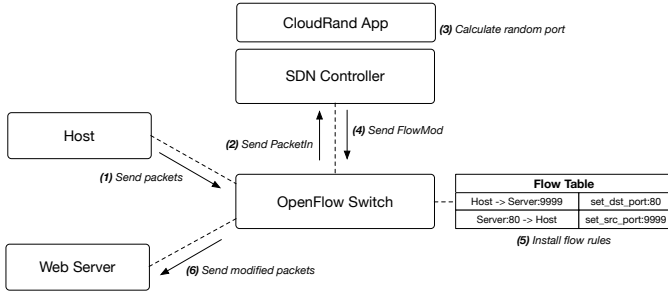 CloudRand App
(3) Calculate random port
SDN Controller
(2) Send PacketIn
(4) Send FlowMod
Host
(1) Send packets
OpenFlow Switch
Flow Table
Host -> Server:9999 set_dst_port:80
Server:80 -> Host set_src_port:9999
(5) Install flow rules
Web Server
(6) Send modified packets